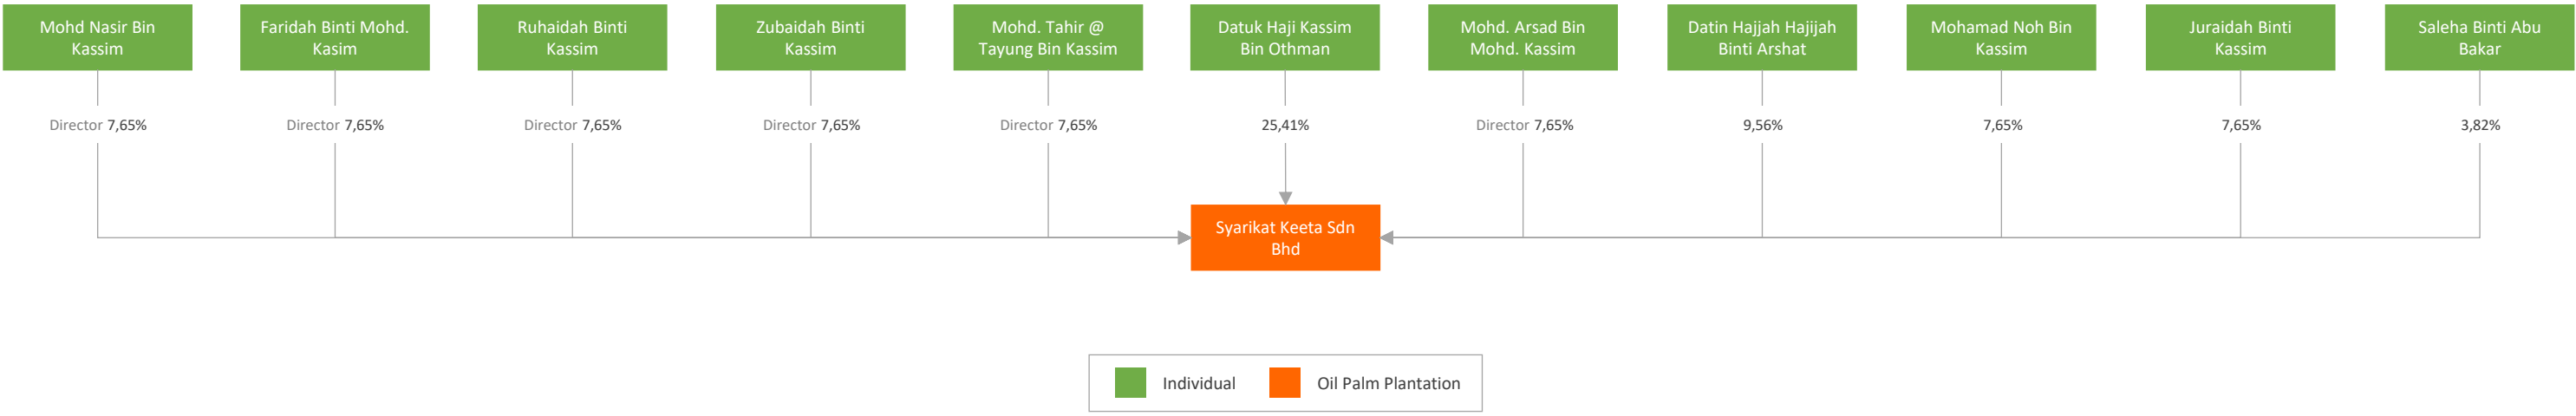 Mohd Nasir Bin
Kassim
Faridah Binti Mohd.
Kasim
Ruhaidah Binti
Kassim
Zubaidah Binti
Kassim
Mohd. Tahir @
Tayung Bin Kassim
Datuk Haji Kassim
Bin Othman
Mohd. Arsad Bin
Mohd. Kassim
Datin Hajjah Hajijah
Binti Arshat
Mohamad Noh Bin
Kassim
Juraidah Binti
Kassim
Saleha Binti Abu
Bakar
Director 7,65%
Director 7,65%
Director 7,65%
Director 7,65%
Director 7,65%
25,41%
Director 7,65%
9,56%
7,65%
7,65%
3,82%
Syarikat Keeta Sdn
Bhd
Individual
Oil Palm Plantation